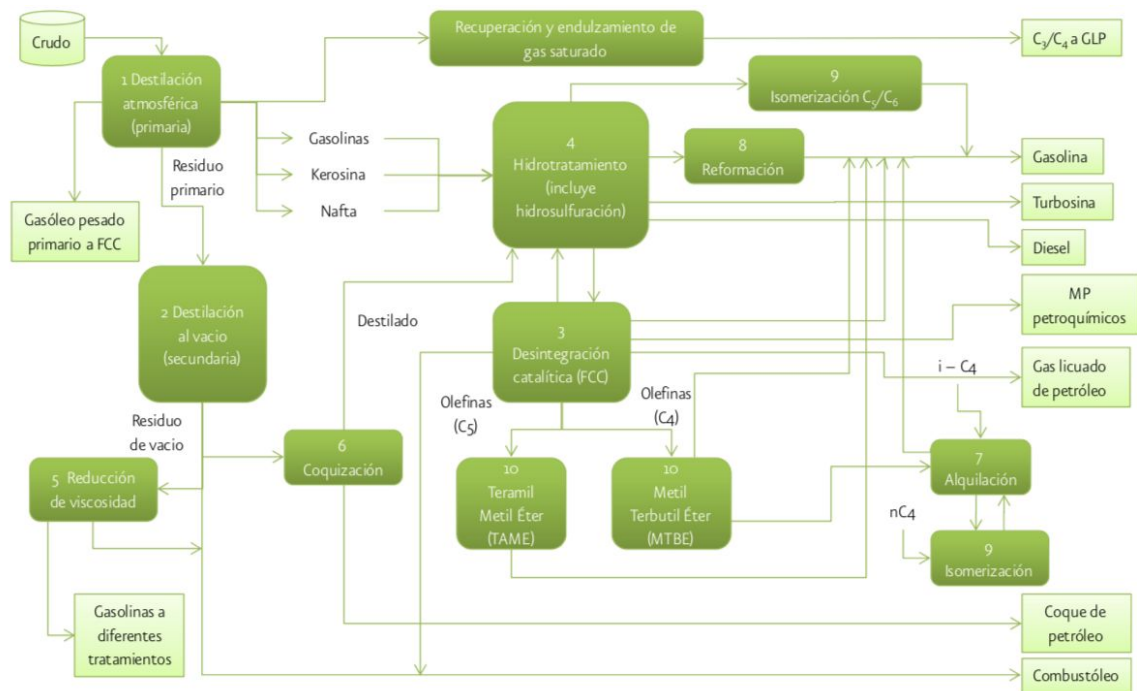 Crudo
Recuperación y endulzamiento de
gas saturado
C3/C4 a GLP
1 Destilación
atmosférica
(primaria)
9
Isomerización C5/C6
Gasolinas
Kerosina
Nafta
4
Hidrotratamiento
(incluye
hidrosulfuración)
8
Reformación
Gasolina
Turbosina
Diesel
Residuo
primario
Gasóleo pesado
primario a FCC
2 Destilación
al vacio
(secundaria)
Destilado
3
Desintegración
catalítica (FCC)
MP
petroquímicos
Gas licuado
de petróleo
i – C4
Olefinas
(C5)
Olefinas
(C4)
Residuo
de vacio
6
Coquización
5 Reducción
de viscosidad
10
Teramil
Metil Éter
(TAME)
10
Metil
Terbutil Éter
(MTBE)
7
Alquilación
nC4
9
Isomerización
Gasolinas a
diferentes
tratamientos
Coque de
petróleo
Combustóleo